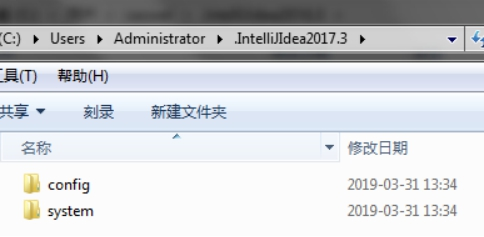 (C:) ▸ Users ▸ Administrator ▸ .IntelliJIdea2017.3 ▸
工具(T) 帮助(H)
共享 刻录 新建文件夹
名称 修改日期
config 2019-03-31 13:34
system 2019-03-31 13:34